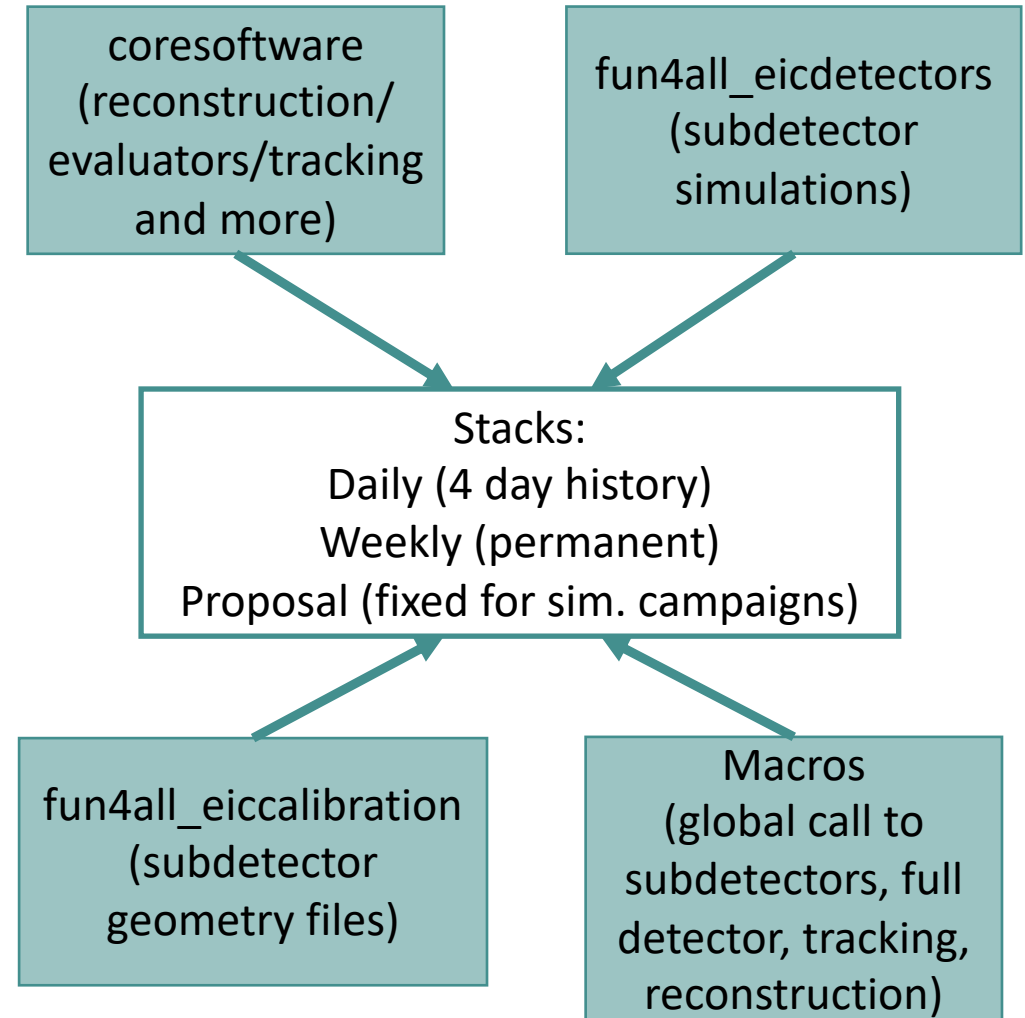 coresoftware
(reconstruction/
evaluators/tracking
and more)
fun4all_eicdetectors
(subdetector
simulations)
Stacks:
Daily (4 day history)
Weekly (permanent)
Proposal (fixed for sim. campaigns)
fun4all_eiccalibration
(subdetector
geometry files)
Macros
(global call to
subdetectors, full
detector, tracking,
reconstruction)